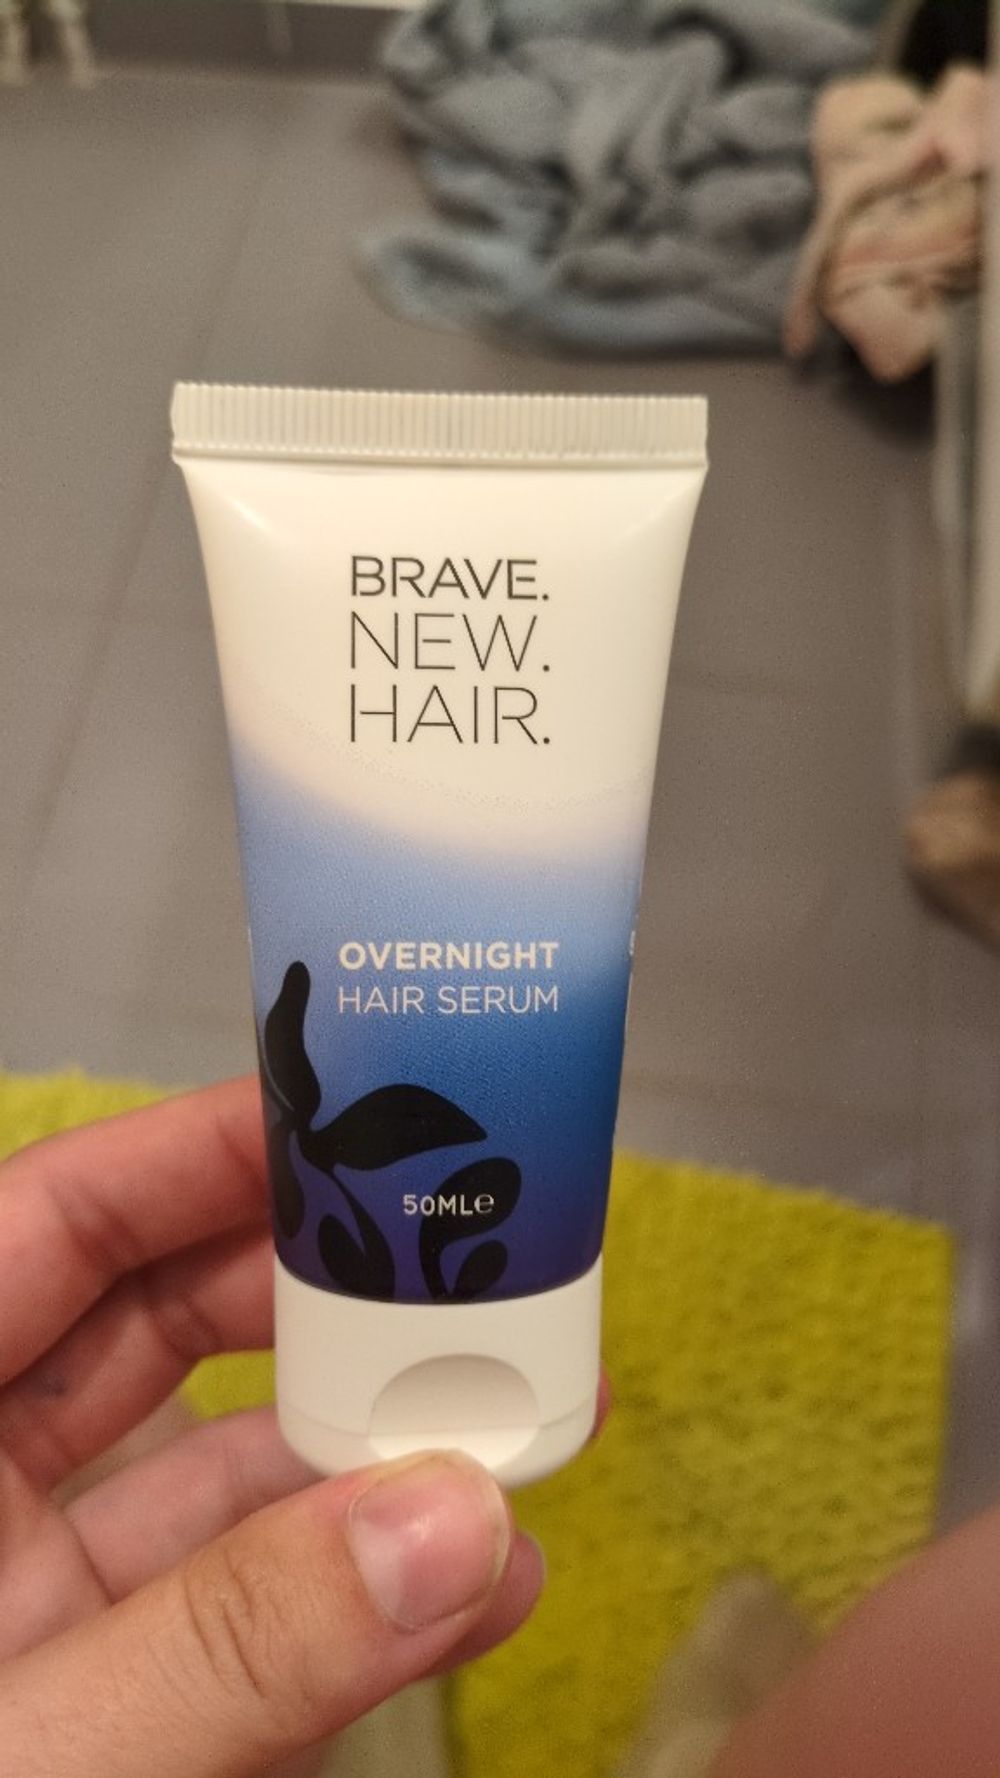 BRAVE.
NEW.
HAIR.
OVERNIGHT
HAIR SERUM
50ML℮